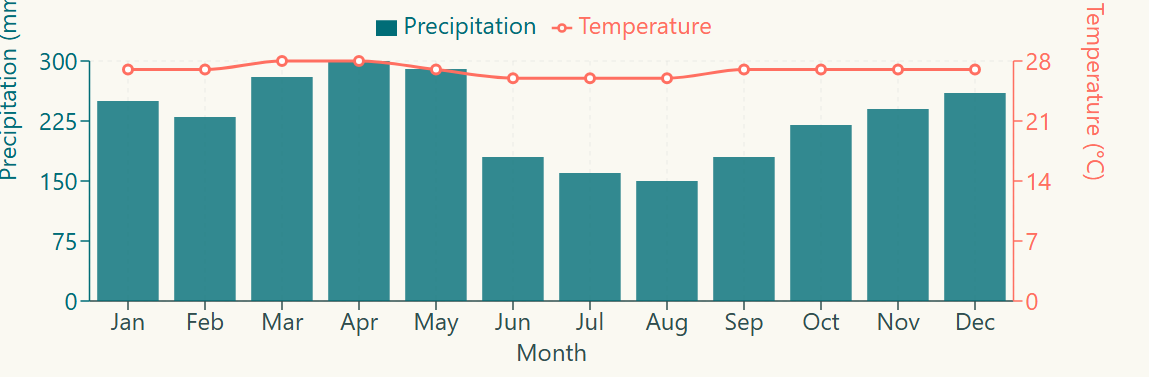 Precipitation Temperature
Precipitation (mm
300
225
150
75
0
28
21
14
7
0
Temperature (°C)
Jan Feb Mar Apr May Jun Jul Aug Sep Oct Nov Dec
Month